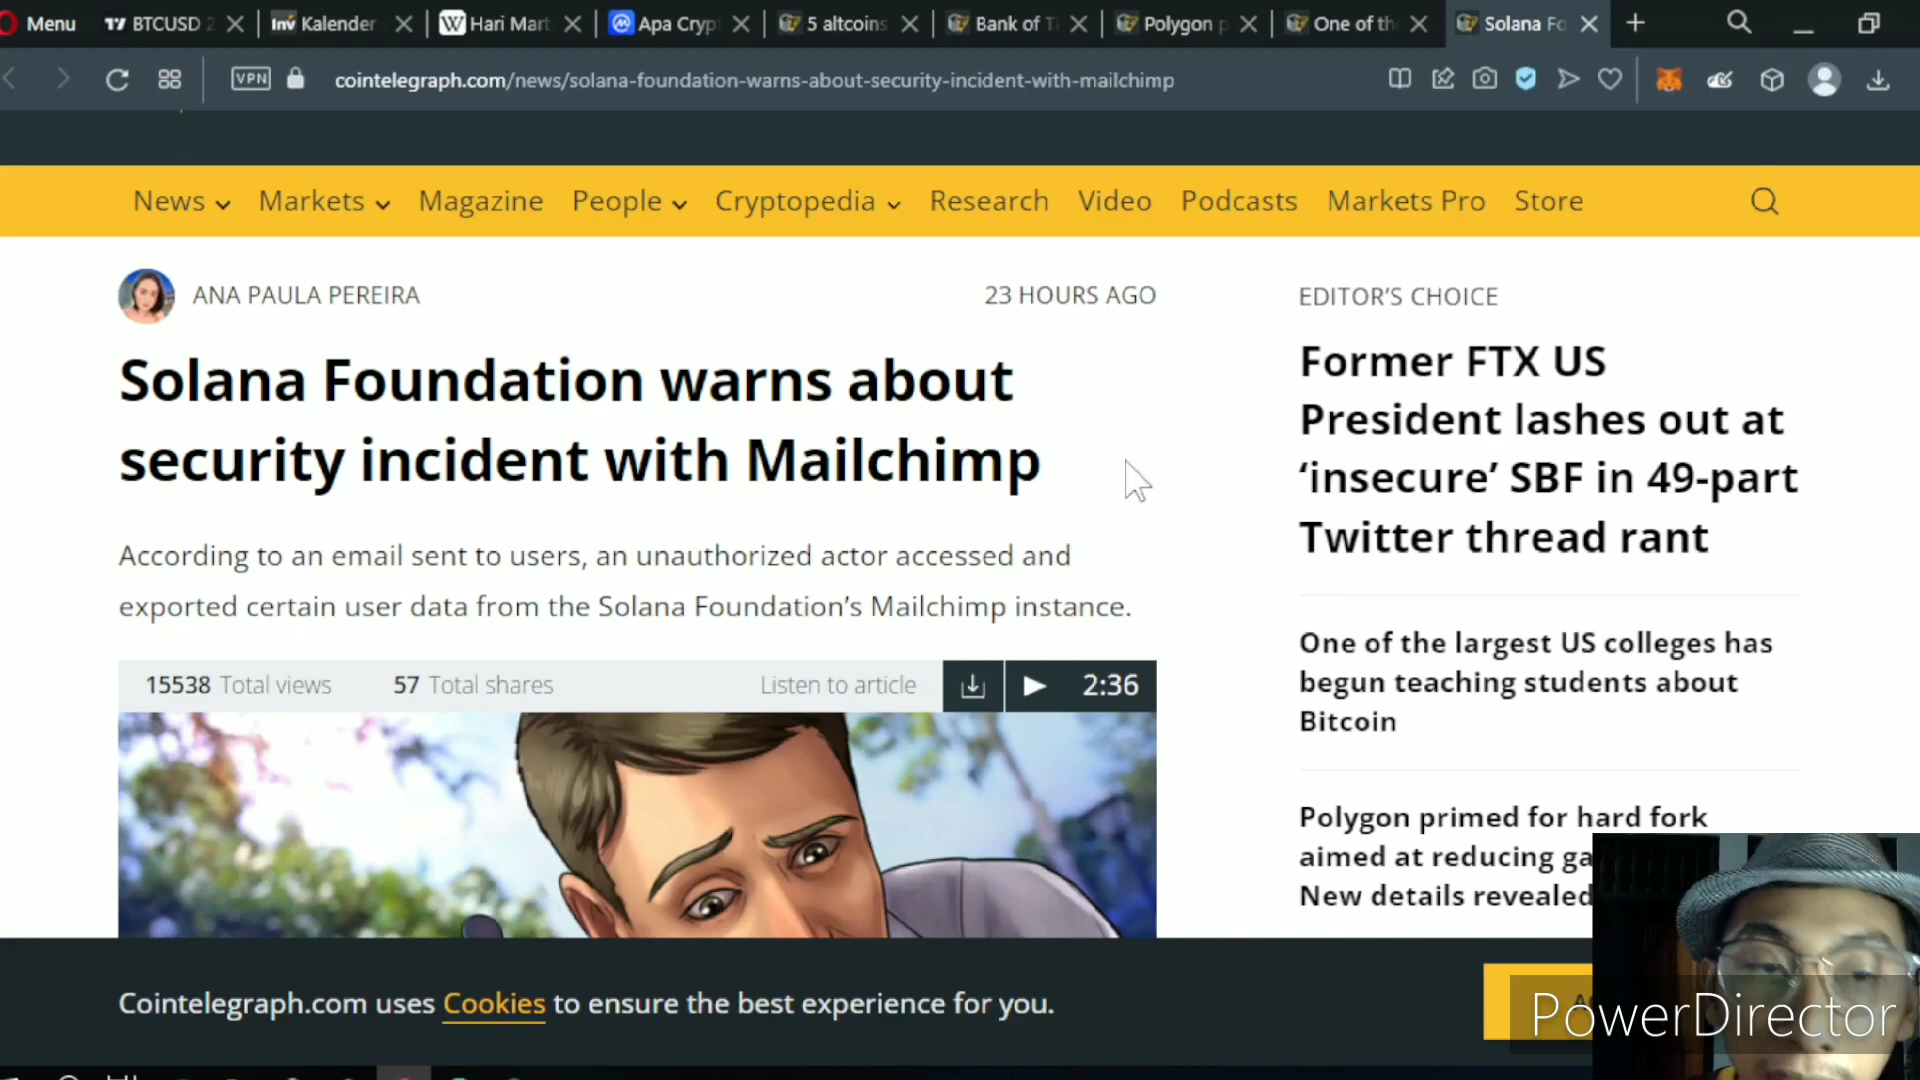 Menu BTCUSD 2 Inv Kalender W Hari Mart Apa Cryp 5 altcoins Bank of Ti Polygon p One of th Solana Fo
VPN cointelegraph.com/news/solana-foundation-warns-about-security-incident-with-mailchimp
News Markets Magazine People Cryptopedia Research Video Podcasts Markets Pro Store
ANA PAULA PEREIRA 23 HOURS AGO
Solana Foundation warns about
security incident with Mailchimp
According to an email sent to users, an unauthorized actor accessed and
exported certain user data from the Solana Foundation’s Mailchimp instance.
15538 Total views 57 Total shares Listen to article 2:36
EDITOR’S CHOICE
Former FTX US
President lashes out at
‘insecure’ SBF in 49-part
Twitter thread rant
One of the largest US colleges has
begun teaching students about
Bitcoin
Polygon primed for hard fork
aimed at reducing ga
New details revealed
Cointelegraph.com uses Cookies to ensure the best experience for you.
PowerDirector